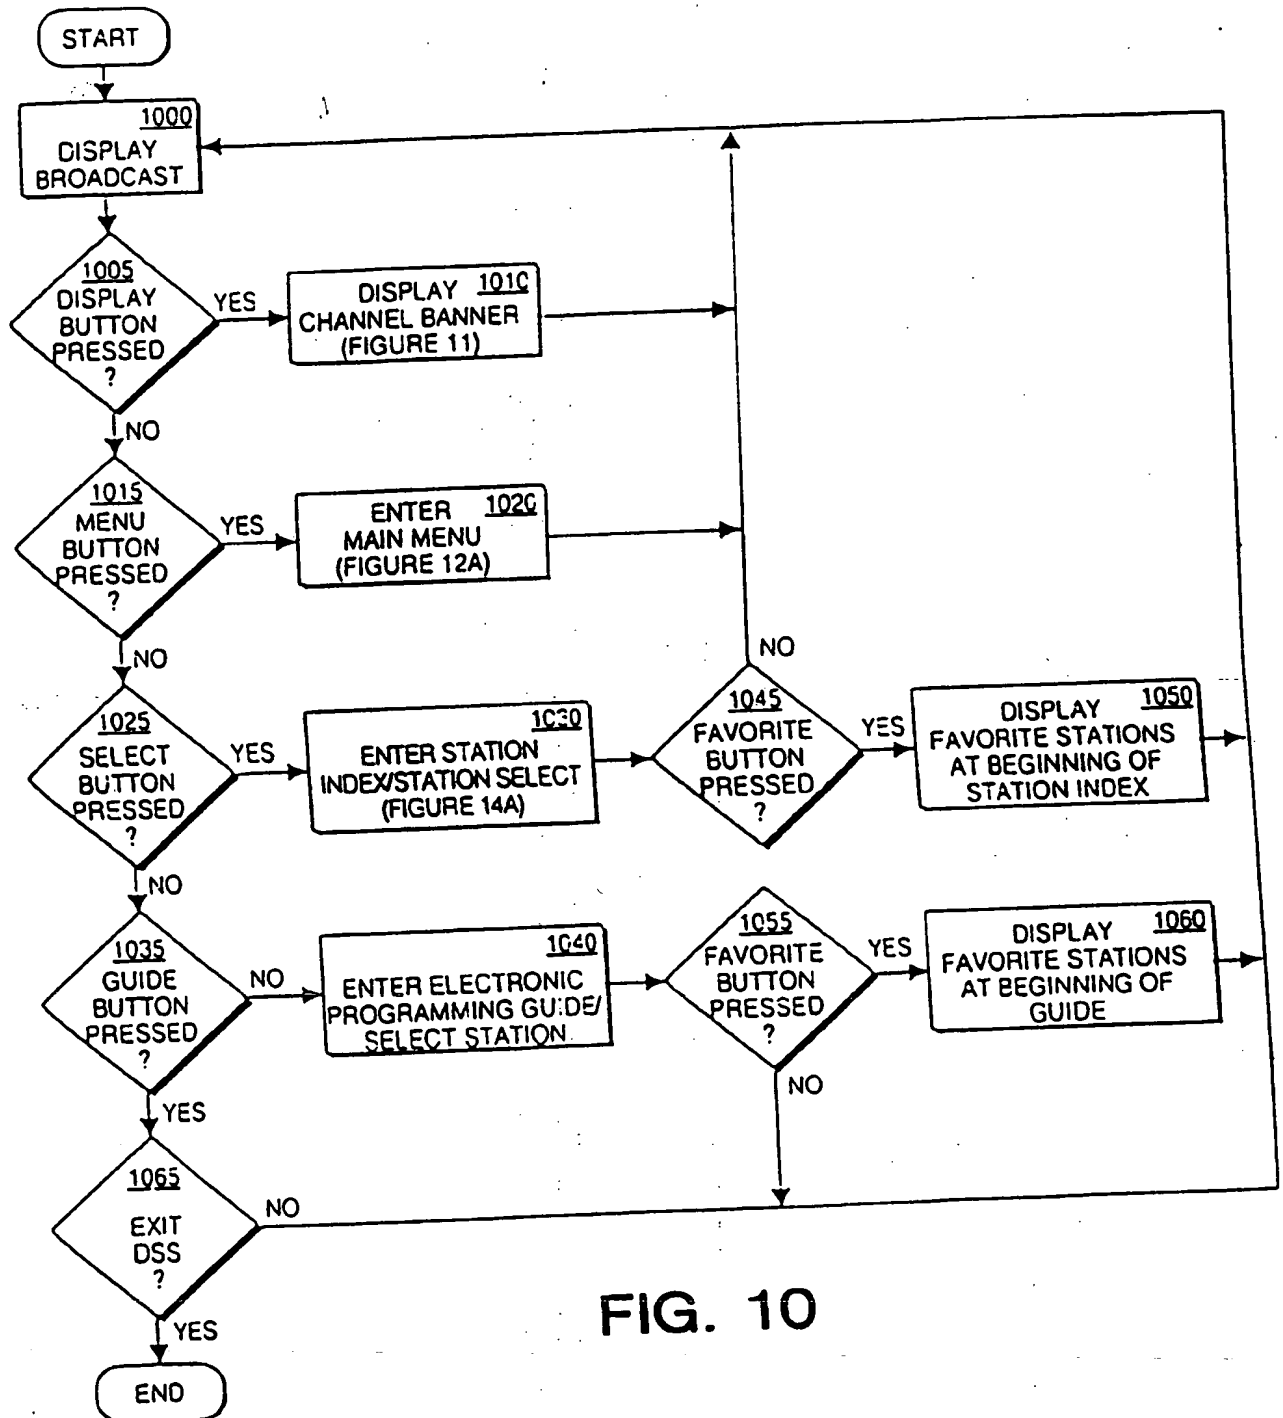 START
1000
DISPLAY
BROADCAST
1005
DISPLAY
BUTTON
PRESSED
?
YES
DISPLAY 1010
CHANNEL BANNER
(FIGURE 11)
NO
1015
MENU
BUTTON
PRESSED
?
YES
ENTER 1020
MAIN MENU
(FIGURE 12A)
NO
1025
SELECT
BUTTON
PRESSED
?
YES
1030
ENTER STATION
INDEX/STATION SELECT
(FIGURE 14A)
NO
1045
FAVORITE
BUTTON
PRESSED
?
YES
DISPLAY 1050
FAVORITE STATIONS
AT BEGINNING OF
STATION INDEX
NO
1035
GUIDE
BUTTON
PRESSED
?
NO
1040
ENTER ELECTRONIC
PROGRAMMING GUIDE/
SELECT STATION
1055
FAVORITE
BUTTON
PRESSED
?
YES
DISPLAY 1060
FAVORITE STATIONS
AT BEGINNING OF
GUIDE
NO
YES
1065
EXIT
DSS
?
NO
YES
END
FIG. 10